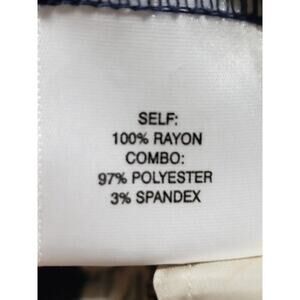 SELF:
100% RAYON
COMBO:
97% POLYESTER
3% SPANDEX